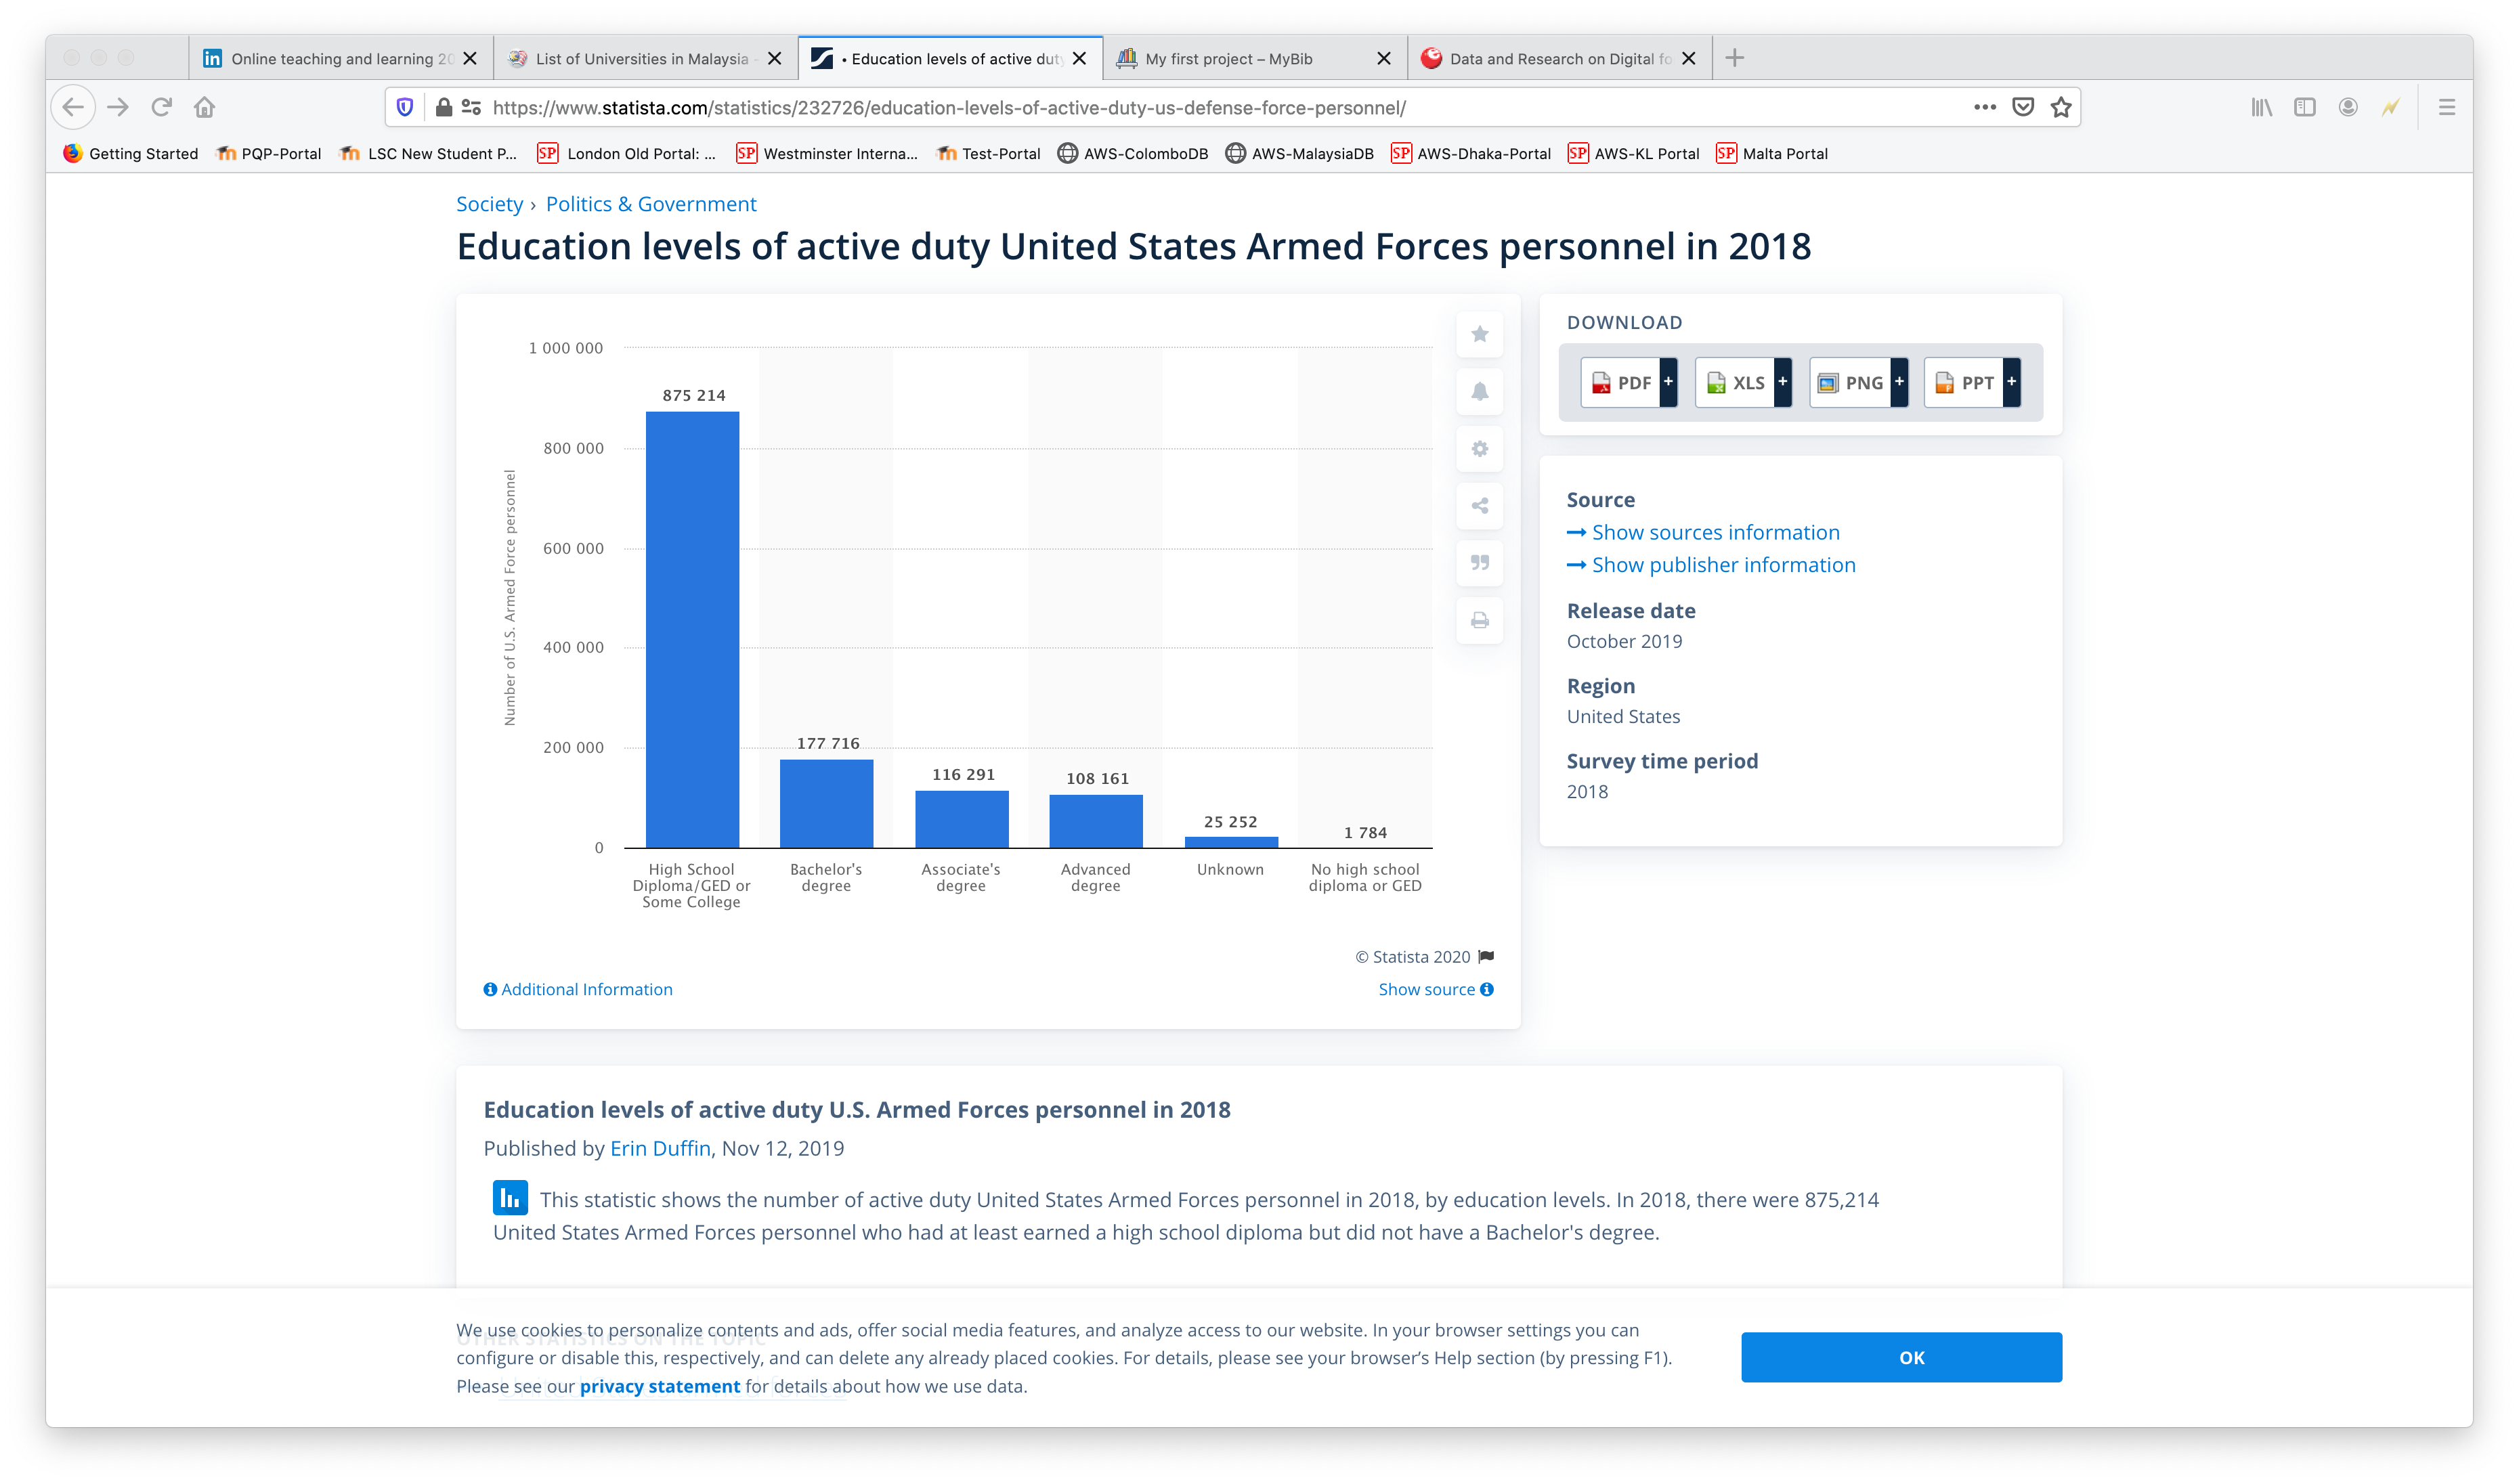 Online teaching and learning 20
List of Universities in Malaysia -
• Education levels of active duty
My first project – MyBib
Data and Research on Digital fo
https://www.statista.com/statistics/232726/education-levels-of-active-duty-us-defense-force-personnel/
Getting Started
PQP-Portal
LSC New Student P...
SP London Old Portal: ...
SP Westminster Interna...
Test-Portal
AWS-ColomboDB
AWS-MalaysiaDB
SP AWS-Dhaka-Portal
SP AWS-KL Portal
SP Malta Portal
Society › Politics & Government
Education levels of active duty United States Armed Forces personnel in 2018
Number of U.S. Armed Force personnel
1 000 000
800 000
600 000
400 000
200 000
0
875 214
177 716
116 291
108 161
25 252
1 784
High School
Diploma/GED or
Some College
Bachelor's
degree
Associate's
degree
Advanced
degree
Unknown
No high school
diploma or GED
© Statista 2020
Additional Information
Show source
DOWNLOAD
PDF +
XLS +
PNG +
PPT +
Source
Show sources information
Show publisher information
Release date
October 2019
Region
United States
Survey time period
2018
Education levels of active duty U.S. Armed Forces personnel in 2018
Published by Erin Duffin, Nov 12, 2019
This statistic shows the number of active duty United States Armed Forces personnel in 2018, by education levels. In 2018, there were 875,214
United States Armed Forces personnel who had at least earned a high school diploma but did not have a Bachelor's degree.
OTHER STATISTICS ON THE TOPIC
We use cookies to personalize contents and ads, offer social media features, and analyze access to our website. In your browser settings you can
configure or disable this, respectively, and can delete any already placed cookies. For details, please see your browser’s Help section (by pressing F1).
Please see our privacy statement for details about how we use data.
OK